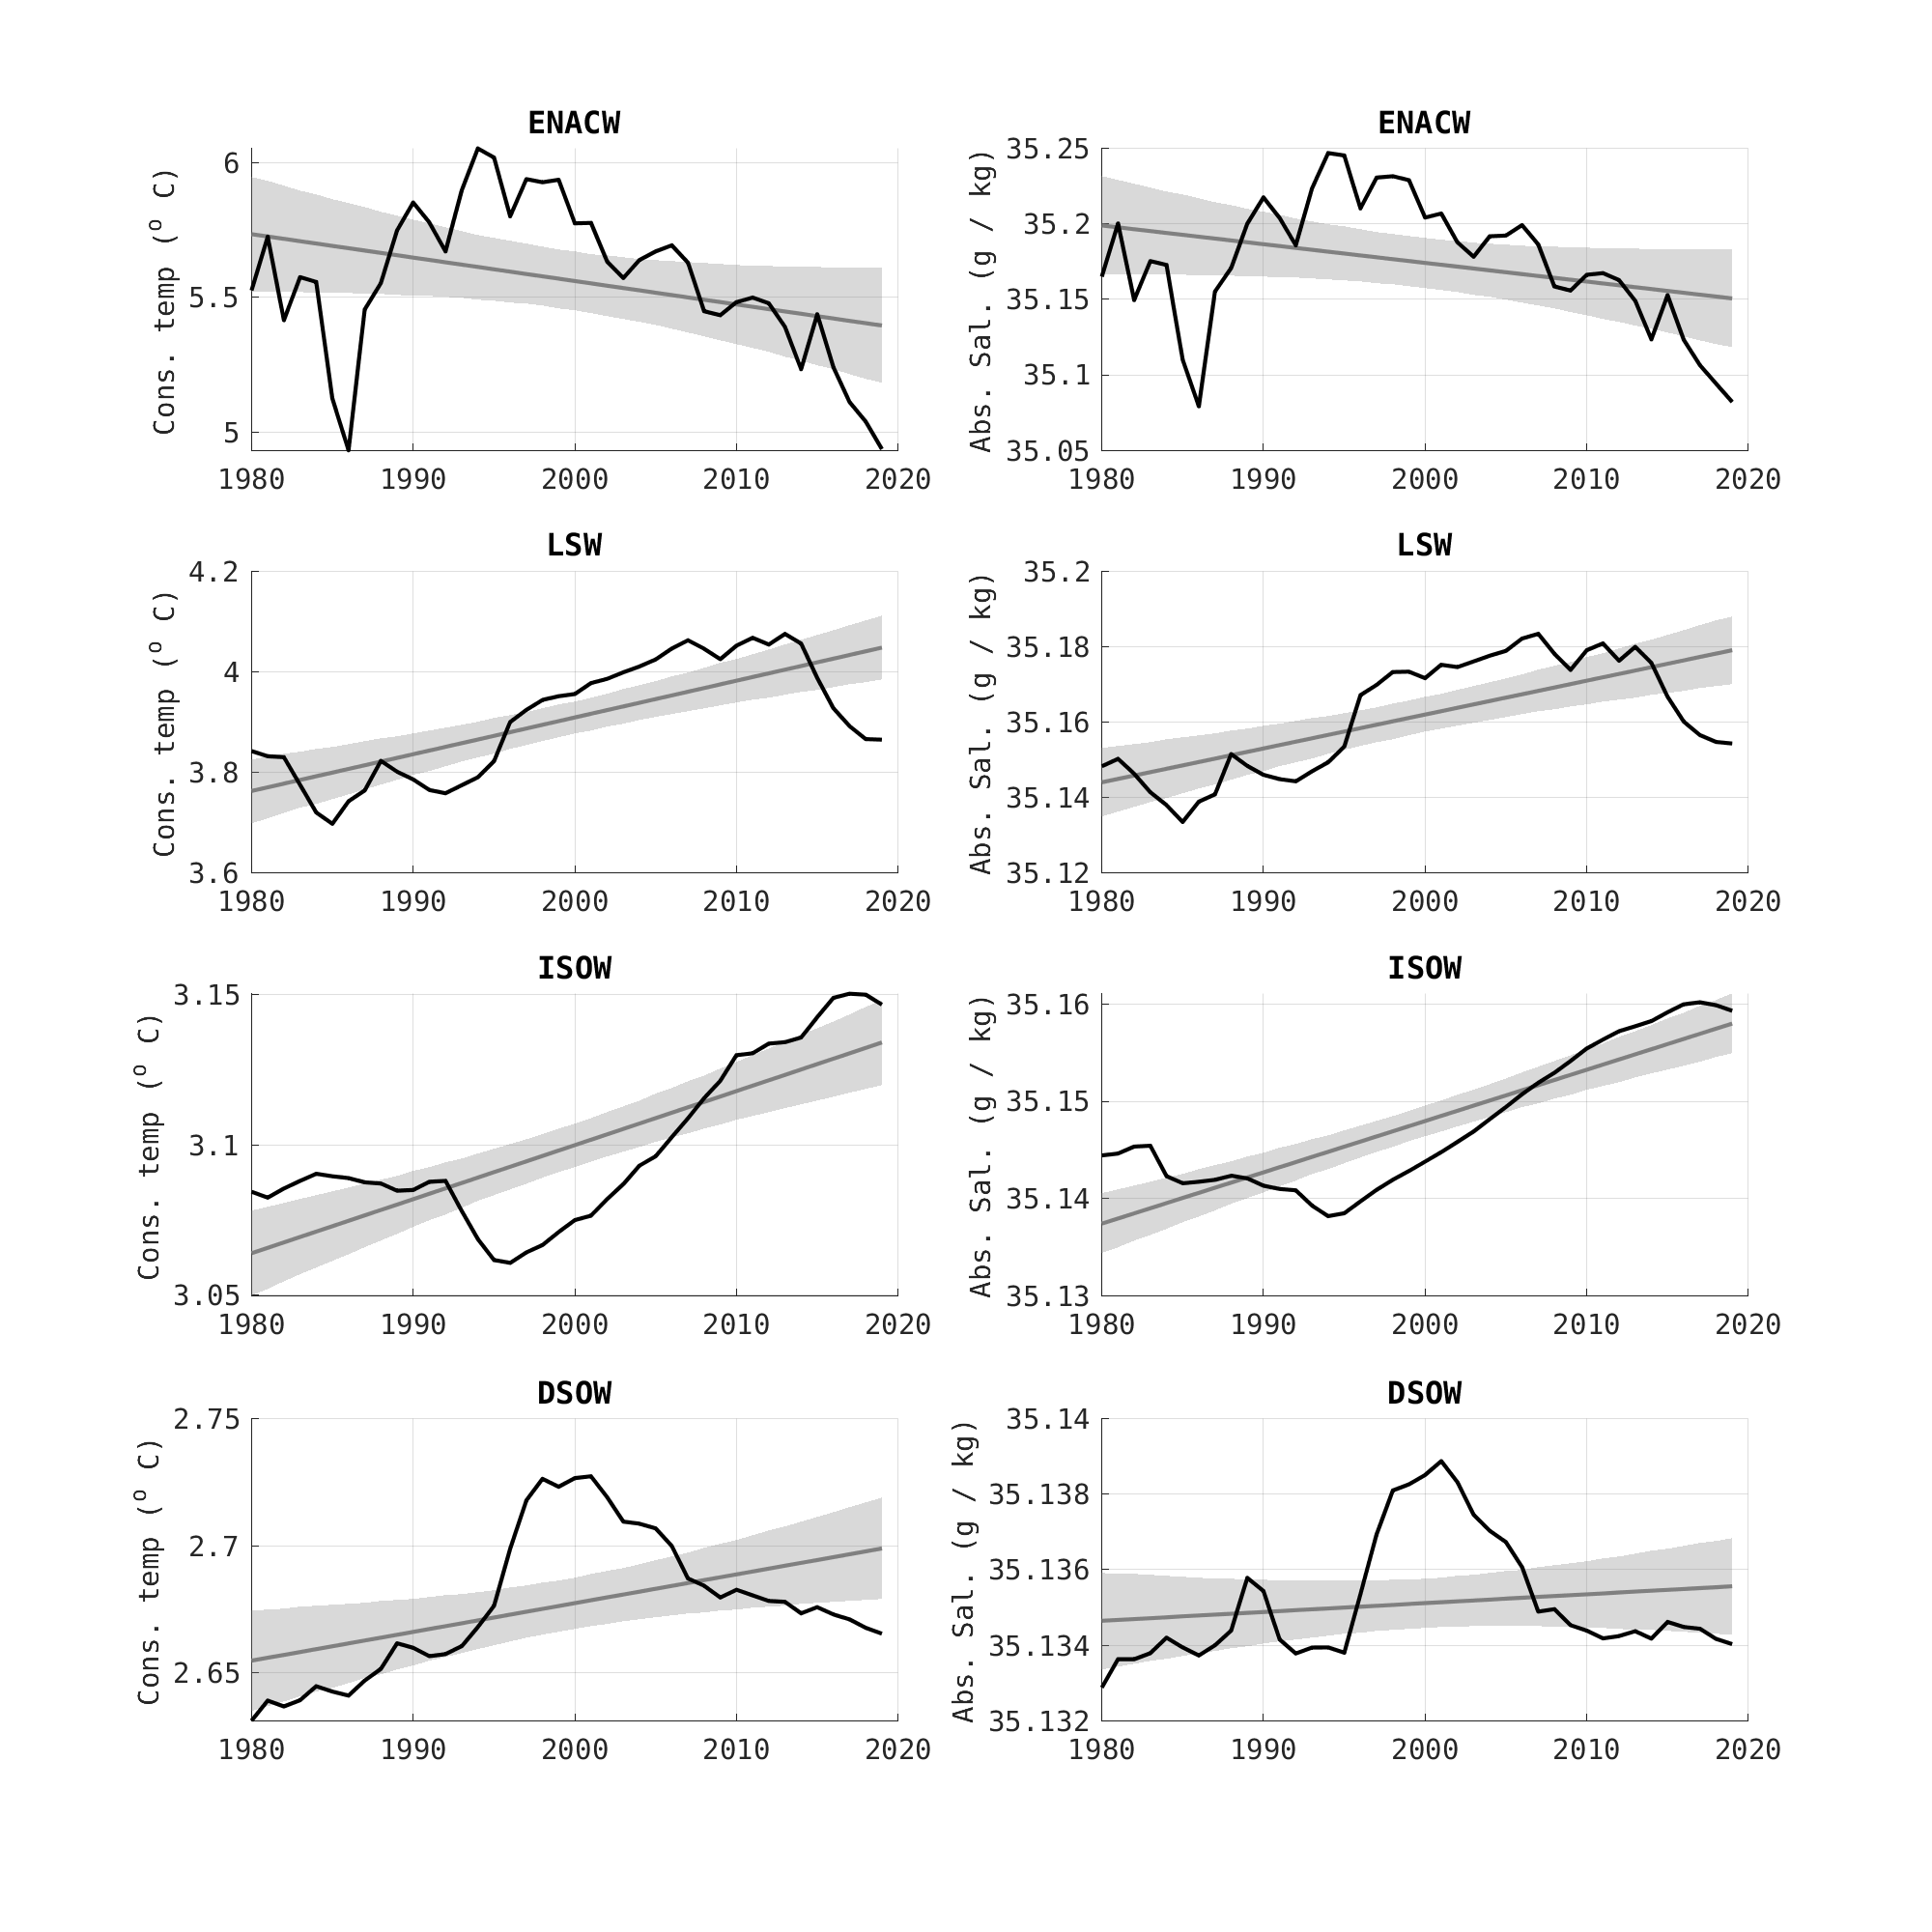 ENACW
Cons. temp (o C)
6
5.5
5
1980 1990 2000 2010 2020
ENACW
Abs. Sal. (g / kg)
35.25
35.2
35.15
35.1
35.05
1980 1990 2000 2010 2020
LSW
Cons. temp (o C)
4.2
4
3.8
3.6
1980 1990 2000 2010 2020
LSW
Abs. Sal. (g / kg)
35.2
35.18
35.16
35.14
35.12
1980 1990 2000 2010 2020
ISOW
Cons. temp (o C)
3.15
3.1
3.05
1980 1990 2000 2010 2020
ISOW
Abs. Sal. (g / kg)
35.16
35.15
35.14
35.13
1980 1990 2000 2010 2020
DSOW
Cons. temp (o C)
2.75
2.7
2.65
1980 1990 2000 2010 2020
DSOW
Abs. Sal. (g / kg)
35.14
35.138
35.136
35.134
35.132
1980 1990 2000 2010 2020